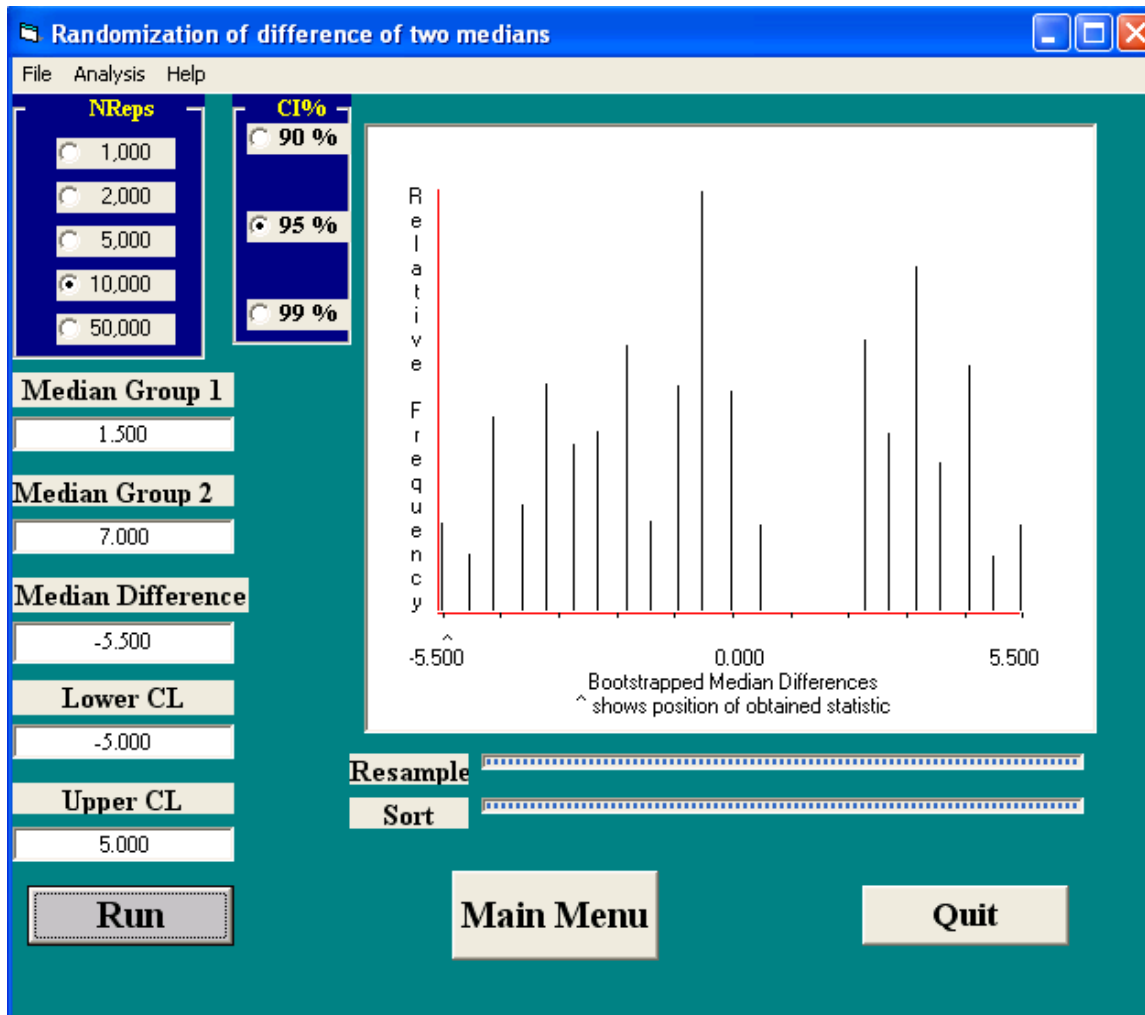 Randomization of difference of two medians
File Analysis Help
NReps
1,000
2,000
5,000
10,000
50,000
CI%
90 %
95 %
99 %
Median Group 1
1.500
Median Group 2
7.000
Median Difference
-5.500
Lower CL
-5.000
Upper CL
5.000
Run
Relative Frequency
^
-5.500 0.000 5.500
Bootstrapped Median Differences
^ shows position of obtained statistic
Resample
Sort
Main Menu
Quit